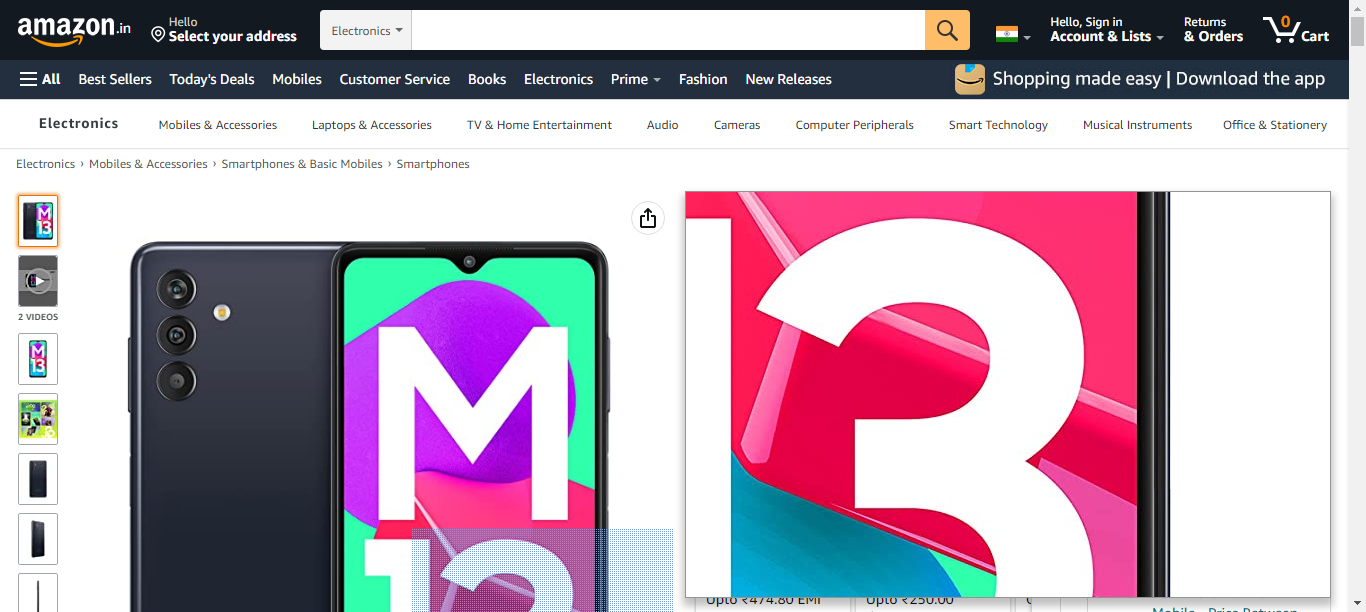 amazon.in
Hello
Select your address
Electronics
Hello, Sign in
Account & Lists
Returns
& Orders
0
Cart
All
Best Sellers
Today's Deals
Mobiles
Customer Service
Books
Electronics
Prime
Fashion
New Releases
Shopping made easy | Download the app
Electronics
Mobiles & Accessories
Laptops & Accessories
TV & Home Entertainment
Audio
Cameras
Computer Peripherals
Smart Technology
Musical Instruments
Office & Stationery
Electronics › Mobiles & Accessories › Smartphones & Basic Mobiles › Smartphones
M
13
2 VIDEOS
M
13
M
13
13
Upto ₹474.80 EMI
Upto ₹250.00
Mobile - Price Between